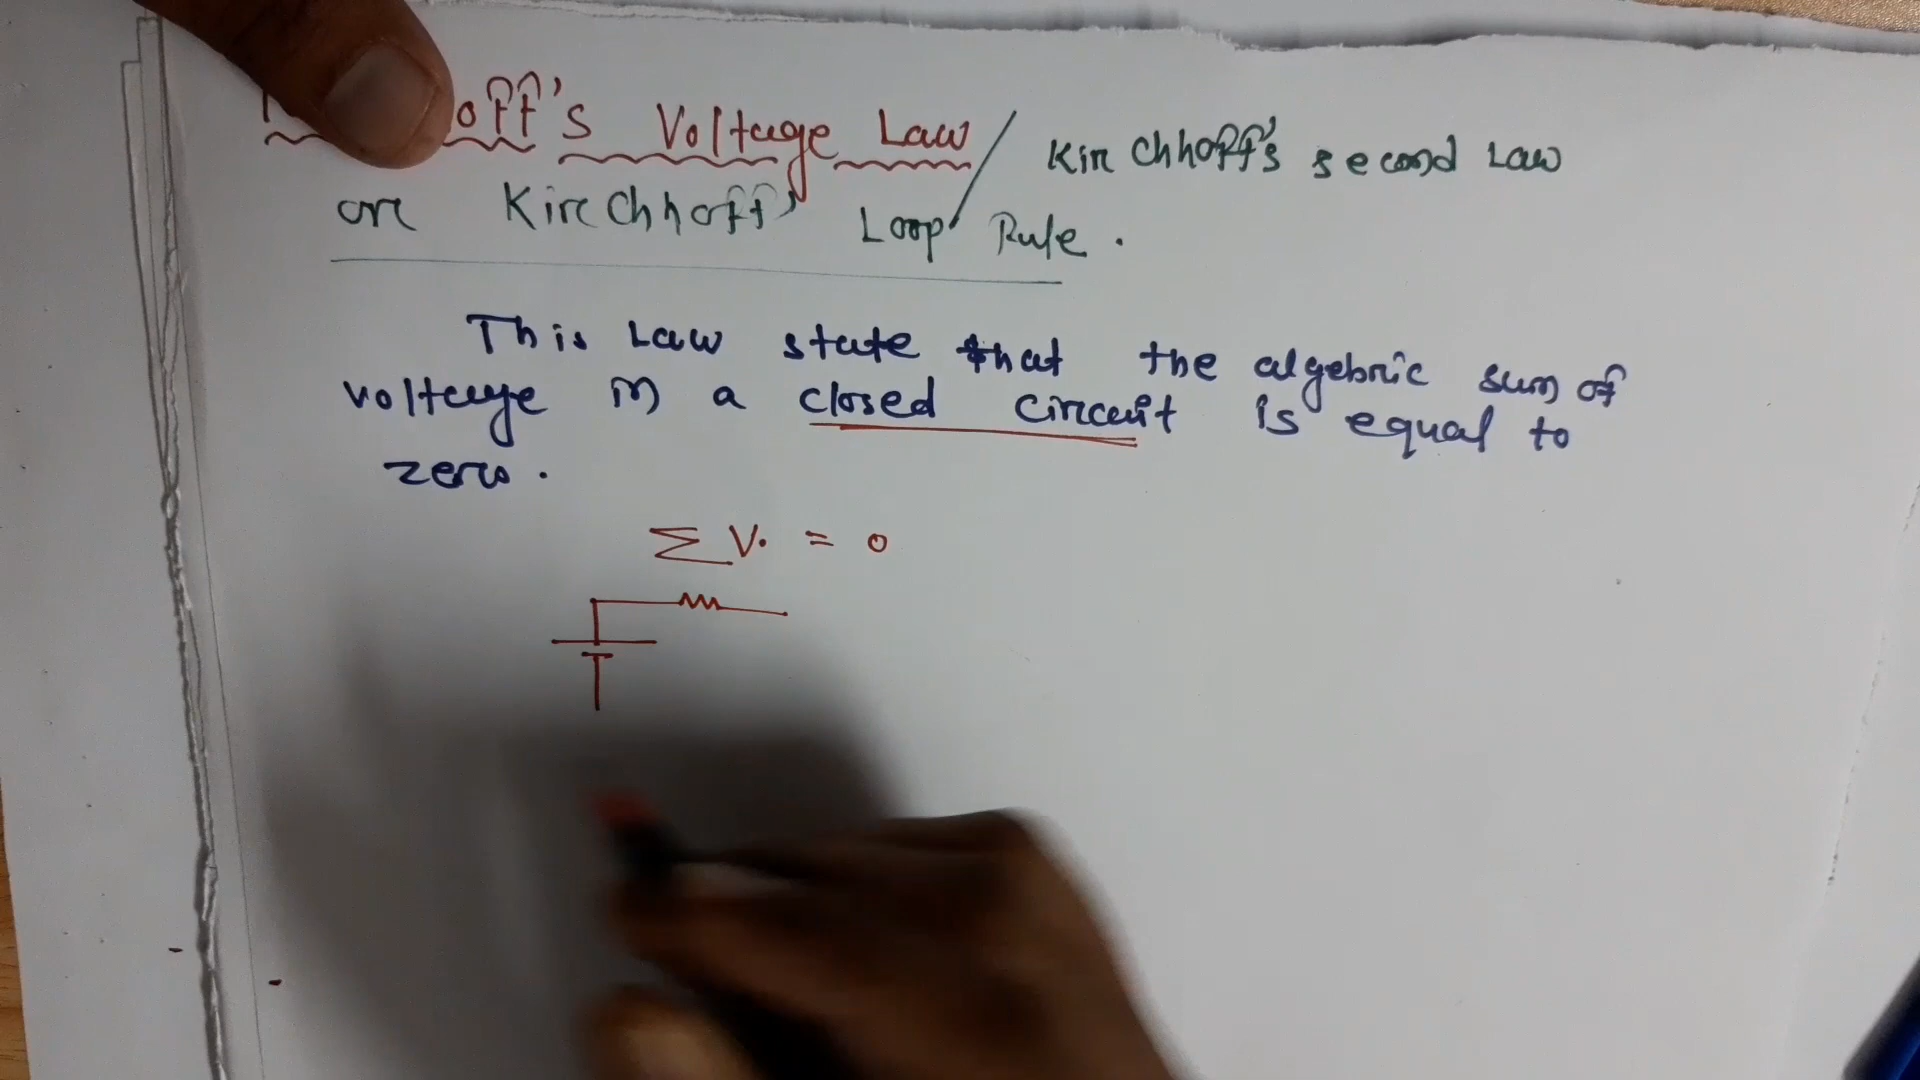 off's Voltage Law / Kirchhoff's second Law
or Kirchhoff' Loop Rule.
This Law state that the algebric sum of
voltage in a closed circuit is equal to
zero.
∑ V. = 0